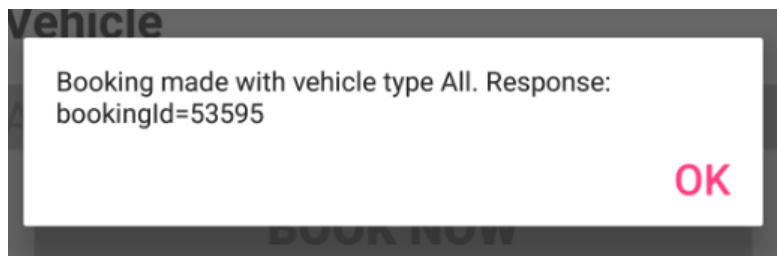 Vehicle
Booking made with vehicle type All. Response:
bookingId=53595
OK
BOOK NOW